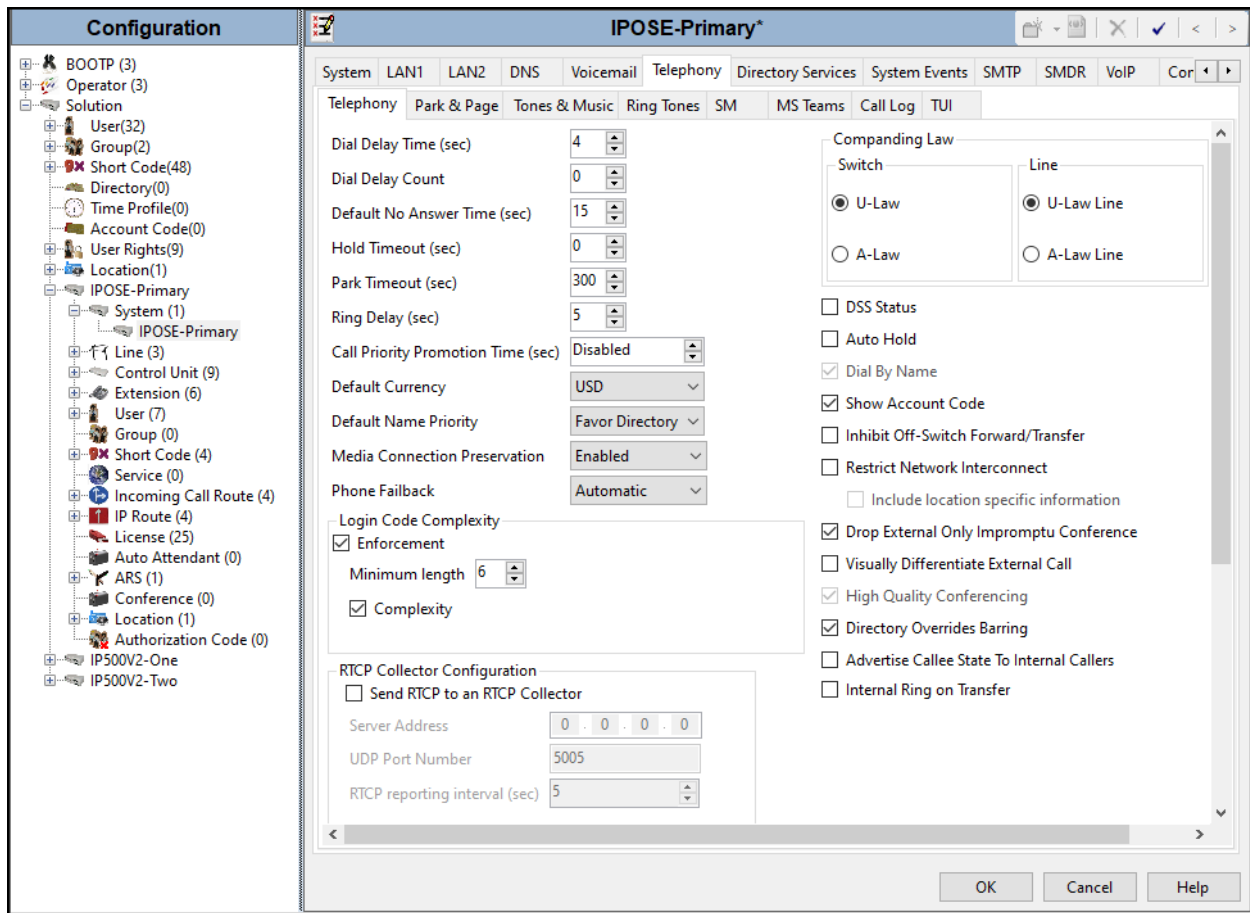 Configuration
BOOTP (3)
Operator (3)
Solution
User(32)
Group(2)
Short Code(48)
Directory(0)
Time Profile(0)
Account Code(0)
User Rights(9)
Location(1)
IPOSE-Primary
System (1)
IPOSE-Primary
Line (3)
Control Unit (9)
Extension (6)
User (7)
Group (0)
Short Code (4)
Service (0)
Incoming Call Route (4)
IP Route (4)
License (25)
Auto Attendant (0)
ARS (1)
Conference (0)
Location (1)
Authorization Code (0)
IP500V2-One
IP500V2-Two
IPOSE-Primary*
System LAN1 LAN2 DNS Voicemail Telephony Directory Services System Events SMTP SMDR VoIP Cor
Telephony Park & Page Tones & Music Ring Tones SM MS Teams Call Log TUI
Dial Delay Time (sec) 4
Dial Delay Count 0
Default No Answer Time (sec) 15
Hold Timeout (sec) 0
Park Timeout (sec) 300
Ring Delay (sec) 5
Call Priority Promotion Time (sec) Disabled
Default Currency USD
Default Name Priority Favor Directory
Media Connection Preservation Enabled
Phone Failback Automatic
Login Code Complexity
Enforcement
Minimum length 6
Complexity
RTCP Collector Configuration
Send RTCP to an RTCP Collector
Server Address 0 . 0 . 0 . 0
UDP Port Number 5005
RTCP reporting interval (sec) 5
Companding Law
Switch Line
U-Law U-Law Line
A-Law A-Law Line
DSS Status
Auto Hold
Dial By Name
Show Account Code
Inhibit Off-Switch Forward/Transfer
Restrict Network Interconnect
Include location specific information
Drop External Only Impromptu Conference
Visually Differentiate External Call
High Quality Conferencing
Directory Overrides Barring
Advertise Callee State To Internal Callers
Internal Ring on Transfer
OK Cancel Help